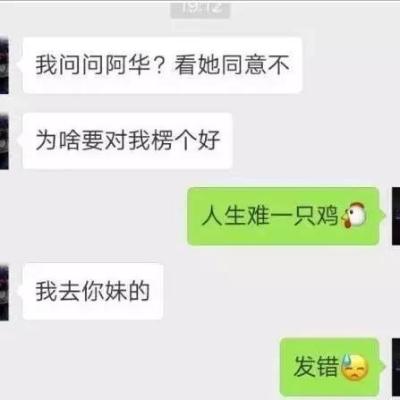 19:12
我问问阿华？看她同意不
为啥要对我楞个好
人生难一只鸡🐔
我去你妹的
发错😓